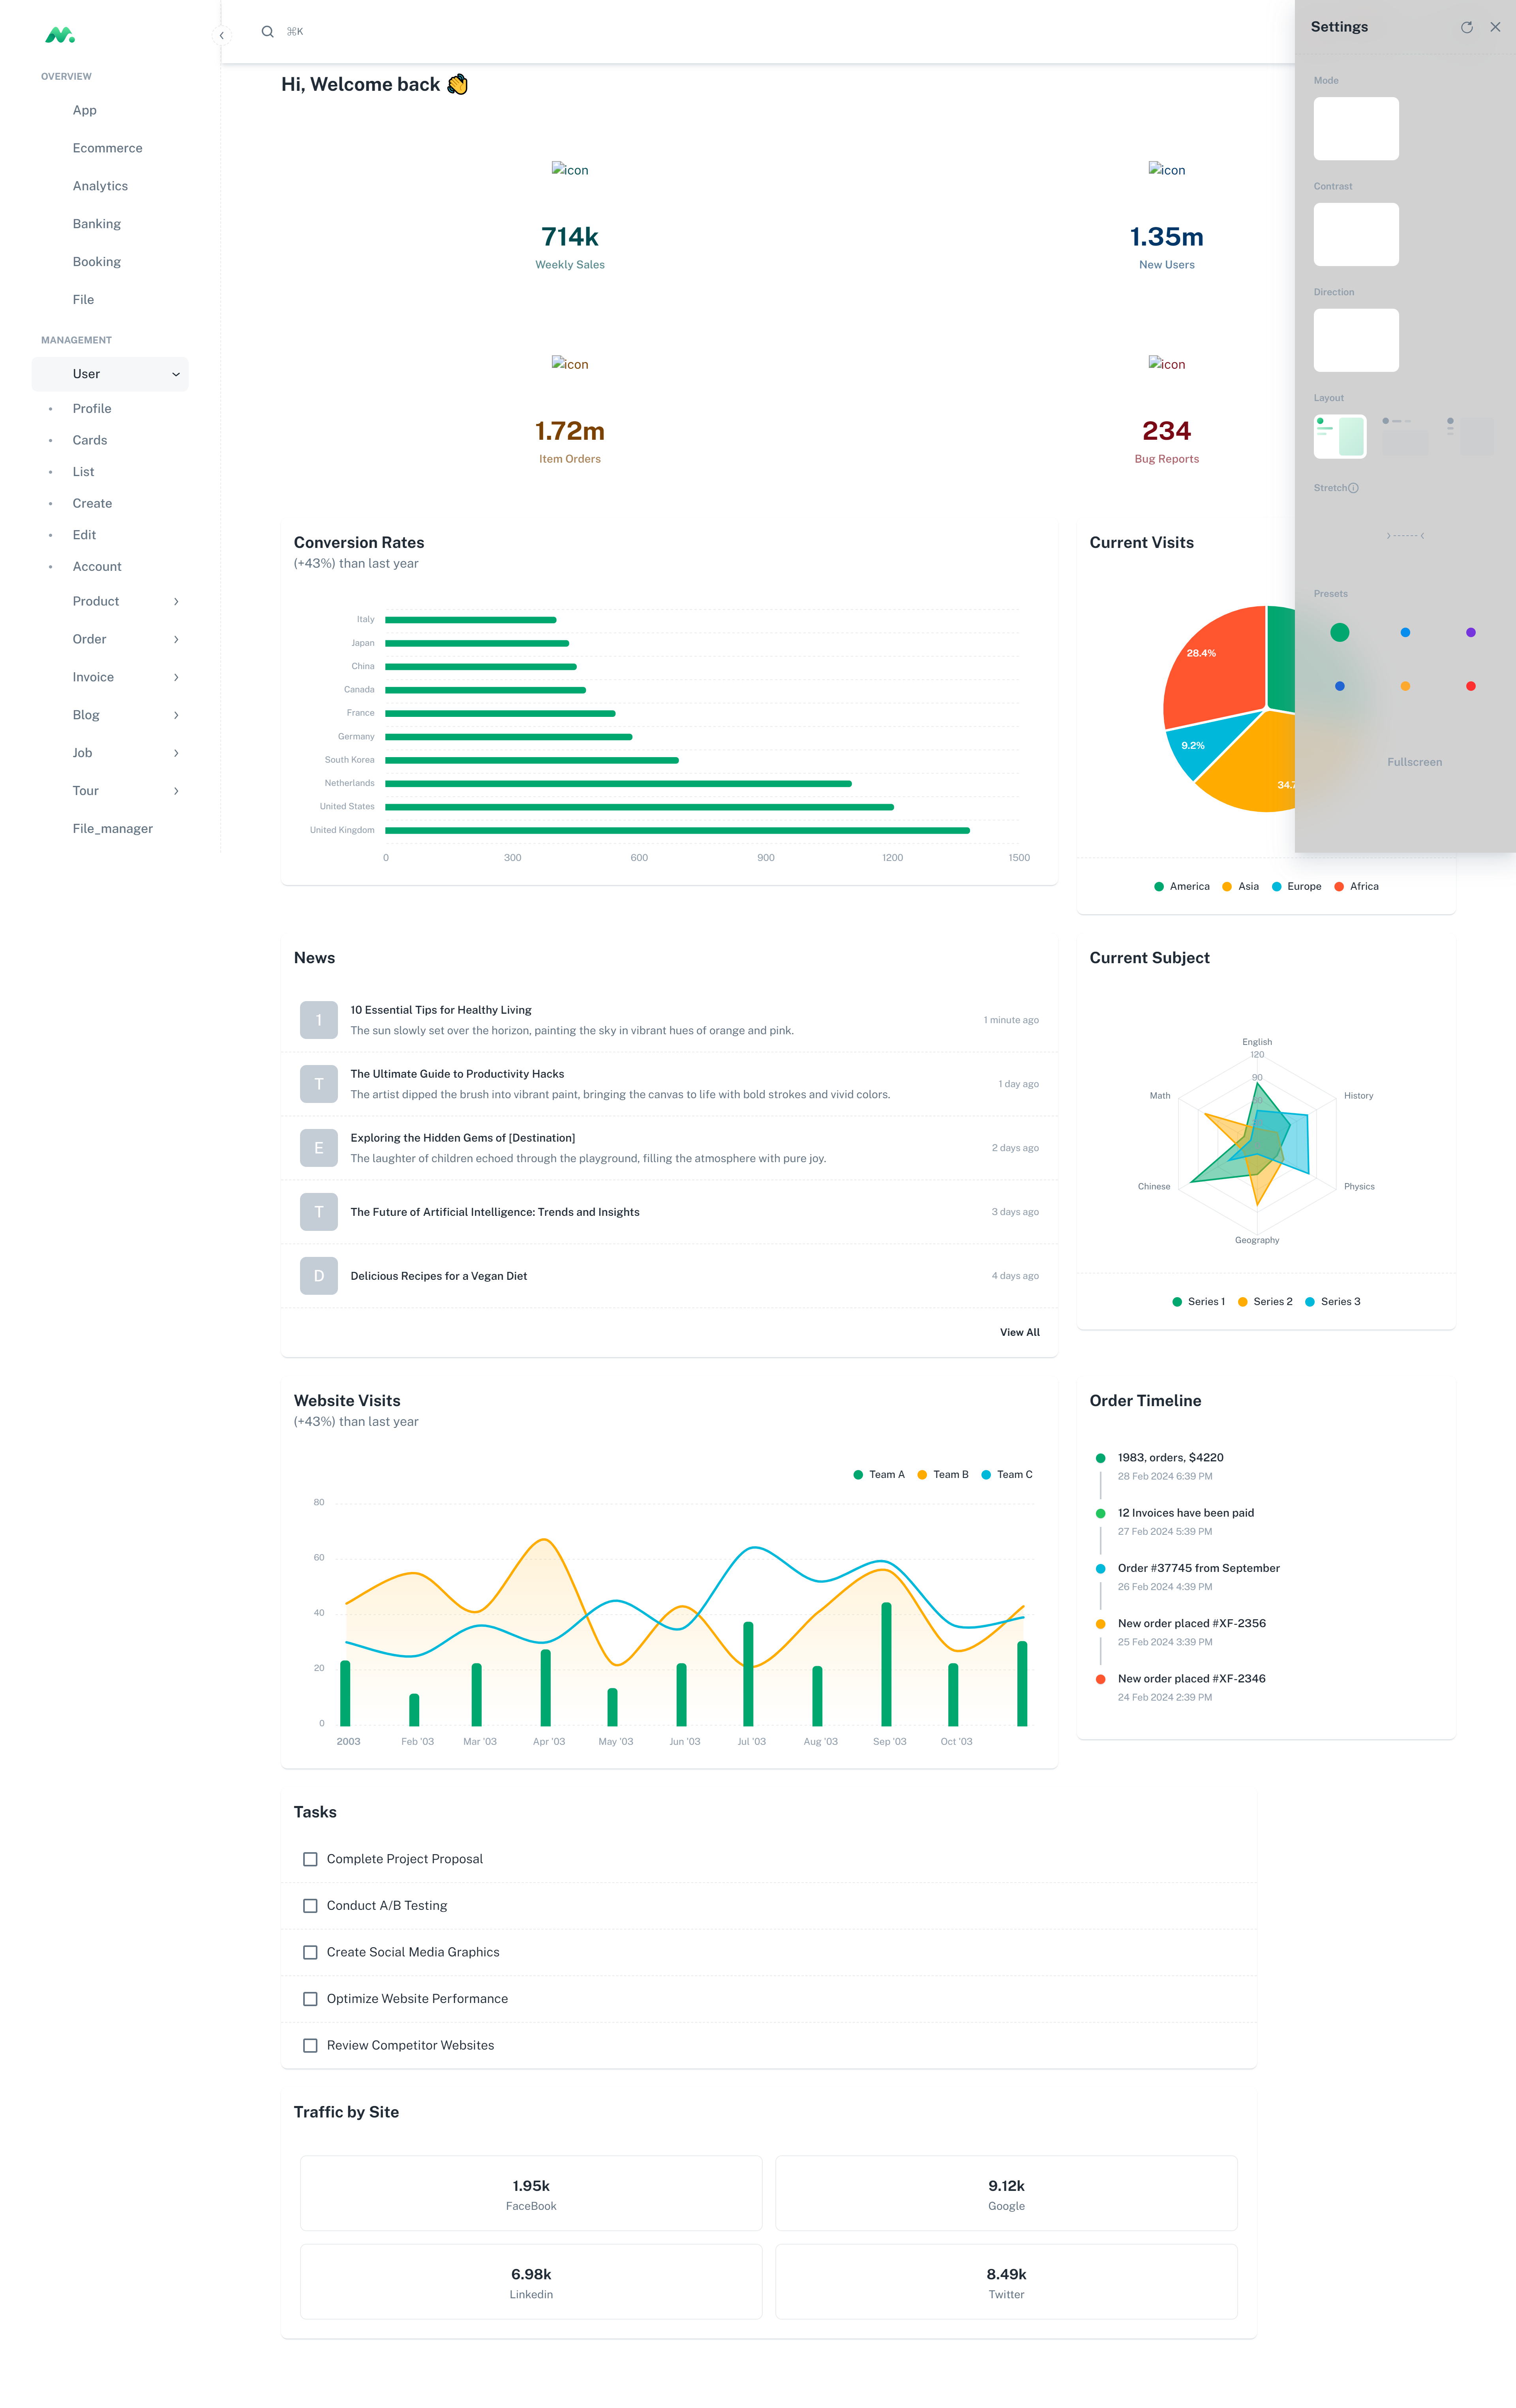 ⌘K
OVERVIEW
App
Ecommerce
Analytics
Banking
Booking
File
MANAGEMENT
User
Profile
Cards
List
Create
Edit
Account
Product
Order
Invoice
Blog
Job
Tour
File_manager
Hi, Welcome back 👏
icon
714k
Weekly Sales
icon
1.35m
New Users
icon
1.72m
Item Orders
icon
234
Bug Reports
Settings
Mode
Contrast
Direction
Layout
Stretch
Presets
Fullscreen
Conversion Rates
(+43%) than last year
Italy
Japan
China
Canada
France
Germany
South Korea
Netherlands
United States
United Kingdom
0 300 600 900 1200 1500
Current Visits
28.4%
9.2%
34.7
America Asia Europe Africa
News
1
10 Essential Tips for Healthy Living
The sun slowly set over the horizon, painting the sky in vibrant hues of orange and pink.
1 minute ago
T
The Ultimate Guide to Productivity Hacks
The artist dipped the brush into vibrant paint, bringing the canvas to life with bold strokes and vivid colors.
1 day ago
E
Exploring the Hidden Gems of [Destination]
The laughter of children echoed through the playground, filling the atmosphere with pure joy.
2 days ago
T
The Future of Artificial Intelligence: Trends and Insights
3 days ago
D
Delicious Recipes for a Vegan Diet
4 days ago
View All
Current Subject
English
120
90
Math
History
Chinese
Physics
Geography
Series 1 Series 2 Series 3
Website Visits
(+43%) than last year
Team A Team B Team C
80
60
40
20
0
2003 Feb '03 Mar '03 Apr '03 May '03 Jun '03 Jul '03 Aug '03 Sep '03 Oct '03
Order Timeline
1983, orders, $4220
28 Feb 2024 6:39 PM
12 Invoices have been paid
27 Feb 2024 5:39 PM
Order #37745 from September
26 Feb 2024 4:39 PM
New order placed #XF-2356
25 Feb 2024 3:39 PM
New order placed #XF-2346
24 Feb 2024 2:39 PM
Tasks
Complete Project Proposal
Conduct A/B Testing
Create Social Media Graphics
Optimize Website Performance
Review Competitor Websites
Traffic by Site
1.95k
FaceBook
9.12k
Google
6.98k
Linkedin
8.49k
Twitter